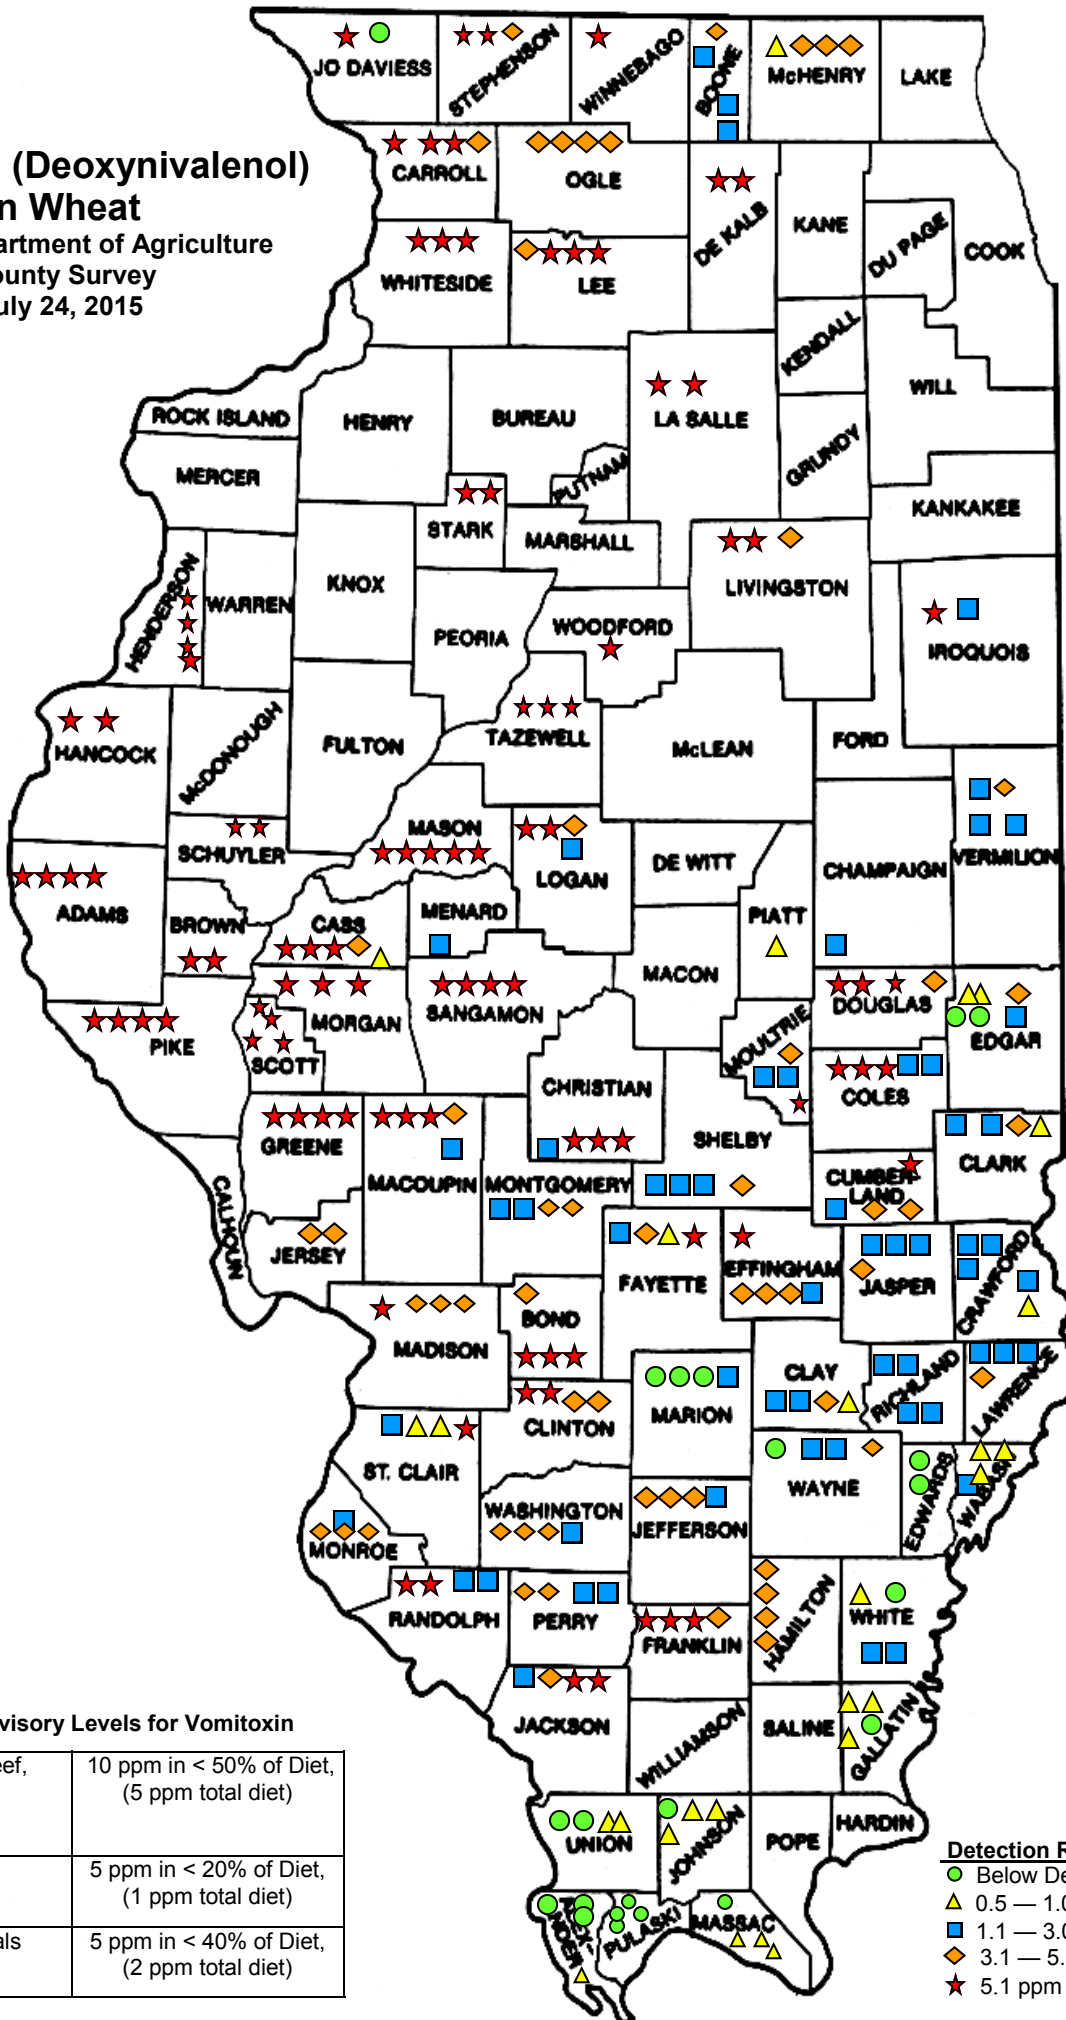 (Deoxynivalenol)
n Wheat
artment of Agriculture
ounty Survey
uly 24, 2015
JO DAVIESS
STEPHENSON
WINNEBAGO
BOONE
McHENRY
LAKE
CARROLL
OGLE
DE KALB
KANE
DU PAGE
COOK
WHITESIDE
LEE
KENDALL
WILL
ROCK ISLAND
HENRY
BUREAU
LA SALLE
GRUNDY
MERCER
PUTNAM
KANKAKEE
STARK
MARSHALL
HENDERSON
WARREN
KNOX
PEORIA
WOODFORD
LIVINGSTON
IROQUOIS
HANCOCK
McDONOUGH
FULTON
TAZEWELL
McLEAN
FORD
SCHUYLER
MASON
LOGAN
DE WITT
CHAMPAIGN
VERMILION
ADAMS
BROWN
CASS
MENARD
PIATT
MACON
PIKE
SCOTT
MORGAN
SANGAMON
MOULTRIE
DOUGLAS
EDGAR
CHRISTIAN
COLES
GREENE
SHELBY
CLARK
CALHOUN
MACOUPIN
MONTGOMERY
CUMBER-
LAND
JERSEY
FAYETTE
EFFINGHAM
JASPER
CRAWFORD
MADISON
BOND
CLAY
RICHLAND
LAWRENCE
CLINTON
MARION
ST. CLAIR
WAYNE
EDWARDS
WABASH
WASHINGTON
JEFFERSON
MONROE
RANDOLPH
PERRY
FRANKLIN
HAMILTON
WHITE
JACKSON
WILLIAMSON
SALINE
GALLATIN
UNION
JOHNSON
POPE
HARDIN
PULASKI
MASSAC
visory Levels for Vomitoxin
eef,
10 ppm in < 50% of Diet,
(5 ppm total diet)
5 ppm in < 20% of Diet,
(1 ppm total diet)
als
5 ppm in < 40% of Diet,
(2 ppm total diet)
Detection R
Below De
0.5 — 1.0
1.1 — 3.0
3.1 — 5.
5.1 ppm